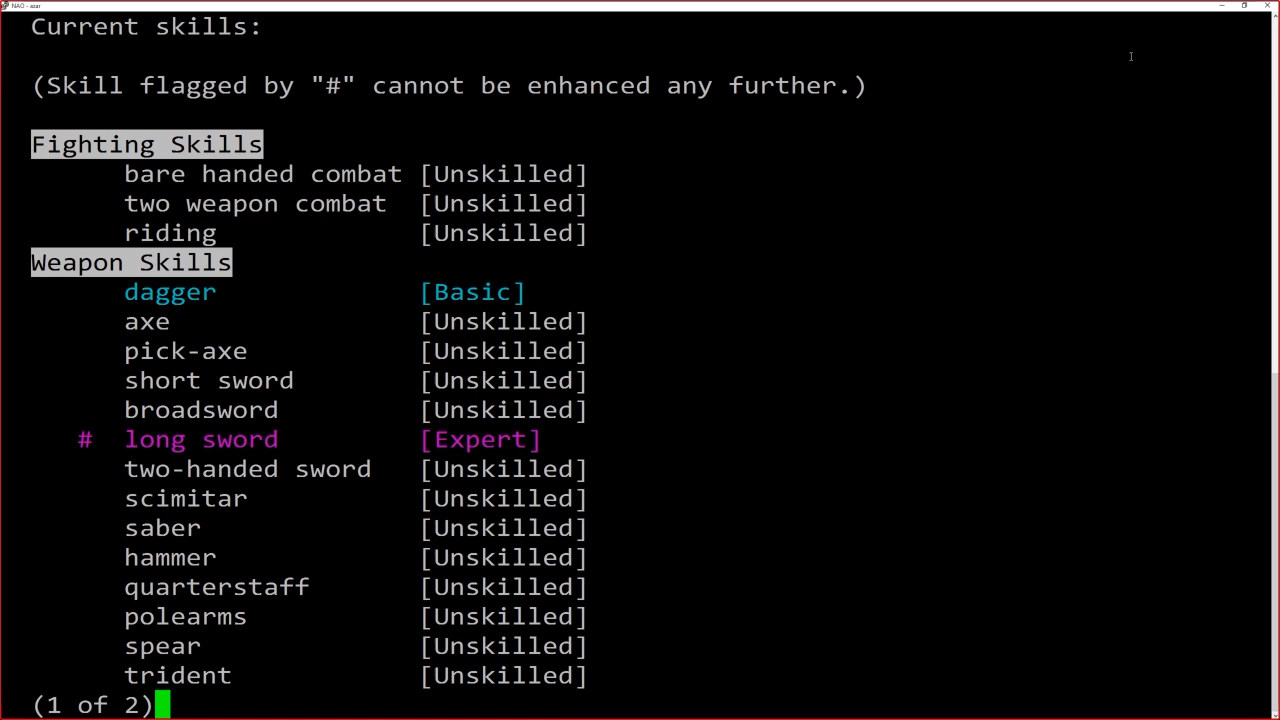 NAO - azar
Current skills:
(Skill flagged by "#" cannot be enhanced any further.)
Fighting Skills
bare handed combat [Unskilled]
two weapon combat [Unskilled]
riding [Unskilled]
Weapon Skills
dagger [Basic]
axe [Unskilled]
pick-axe [Unskilled]
short sword [Unskilled]
broadsword [Unskilled]
# long sword [Expert]
two-handed sword [Unskilled]
scimitar [Unskilled]
saber [Unskilled]
hammer [Unskilled]
quarterstaff [Unskilled]
polearms [Unskilled]
spear [Unskilled]
trident [Unskilled]
(1 of 2)